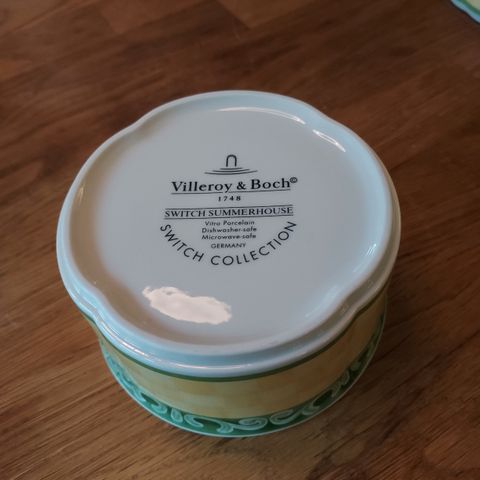 Villeroy & Boch©
1748
SWITCH SUMMERHOUSE
Vitro Porcelain
Dishwasher-safe
Microwave-safe
GERMANY
SWITCH COLLECTION